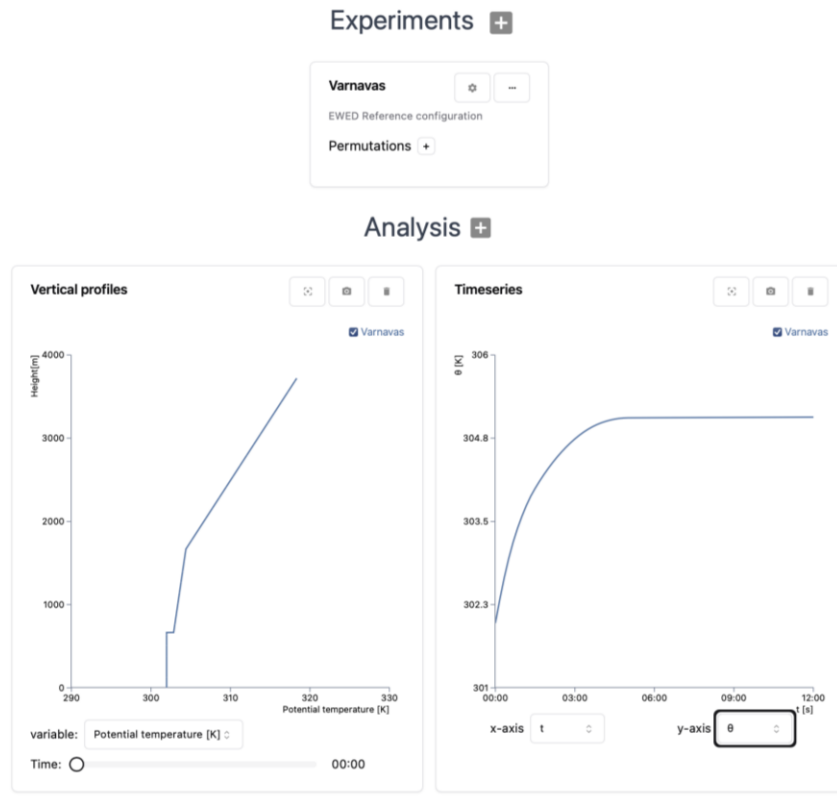 Experiments +
Varnavas
EWED Reference configuration
Permutations +
Analysis +
Vertical profiles
Varnavas
Height[m]
4000
3000
2000
1000
0
290 300 310 320 330
Potential temperature [K]
variable: Potential temperature [K]
Time: 00:00
Timeseries
Varnavas
θ [K]
306
304.8
303.5
302.3
301
00:00 03:00 06:00 09:00 12:00
t [s]
x-axis t y-axis θ